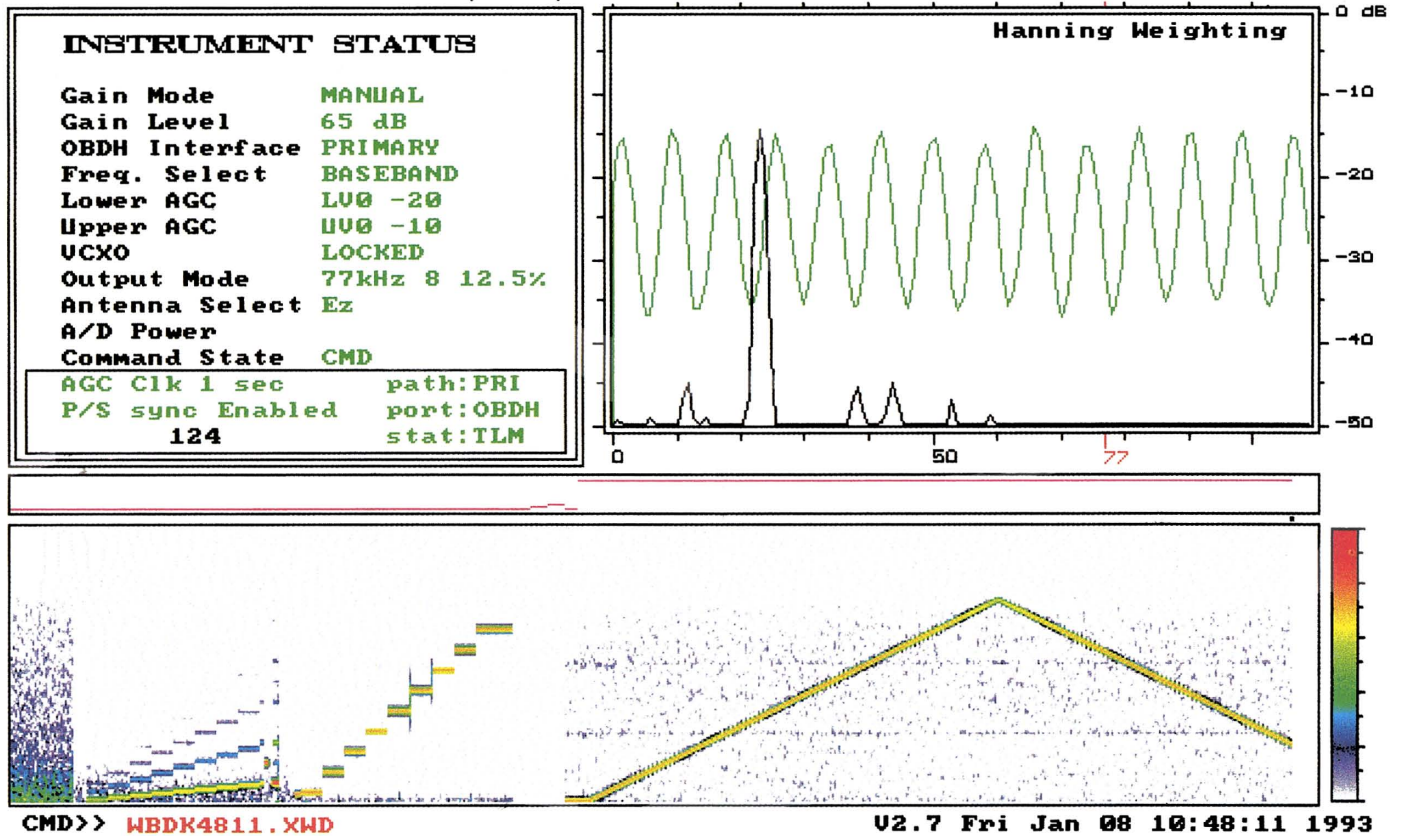 INSTRUMENT STATUS
Gain Mode MANUAL
Gain Level 65 dB
OBDH Interface PRIMARY
Freq. Select BASEBAND
Lower AGC LV0 -20
Upper AGC UV0 -10
VCXO LOCKED
Output Mode 77kHz 8 12.5%
Antenna Select Ez
A/D Power
Command State CMD
AGC Clk 1 sec path:PRI
P/S sync Enabled port:OBDH
124 stat:TLM
Hanning Weighting
0 dB
-10
-20
-30
-40
-50
0 50 77
CMD>> WBDK4811.XWD V2.7 Fri Jan 08 10:48:11 1993